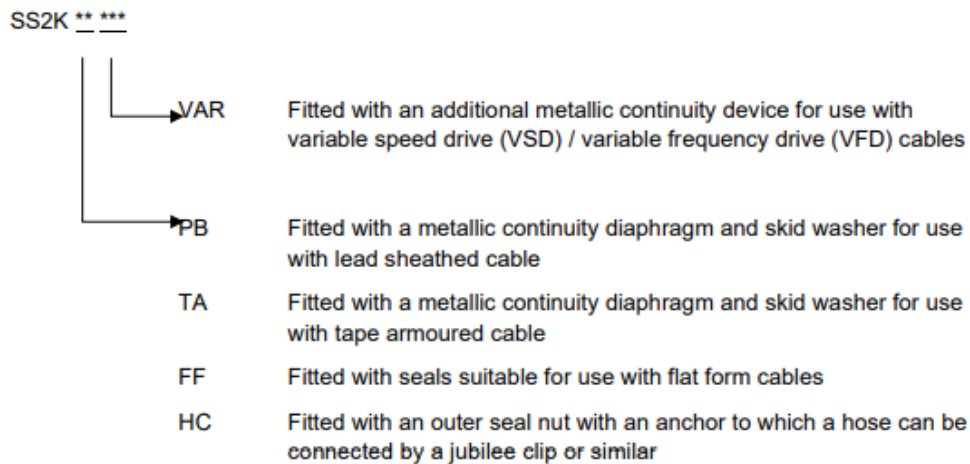 SS2K ** ***
VAR Fitted with an additional metallic continuity device for use with
variable speed drive (VSD) / variable frequency drive (VFD) cables
PB Fitted with a metallic continuity diaphragm and skid washer for use
with lead sheathed cable
TA Fitted with a metallic continuity diaphragm and skid washer for use
with tape armoured cable
FF Fitted with seals suitable for use with flat form cables
HC Fitted with an outer seal nut with an anchor to which a hose can be
connected by a jubilee clip or similar